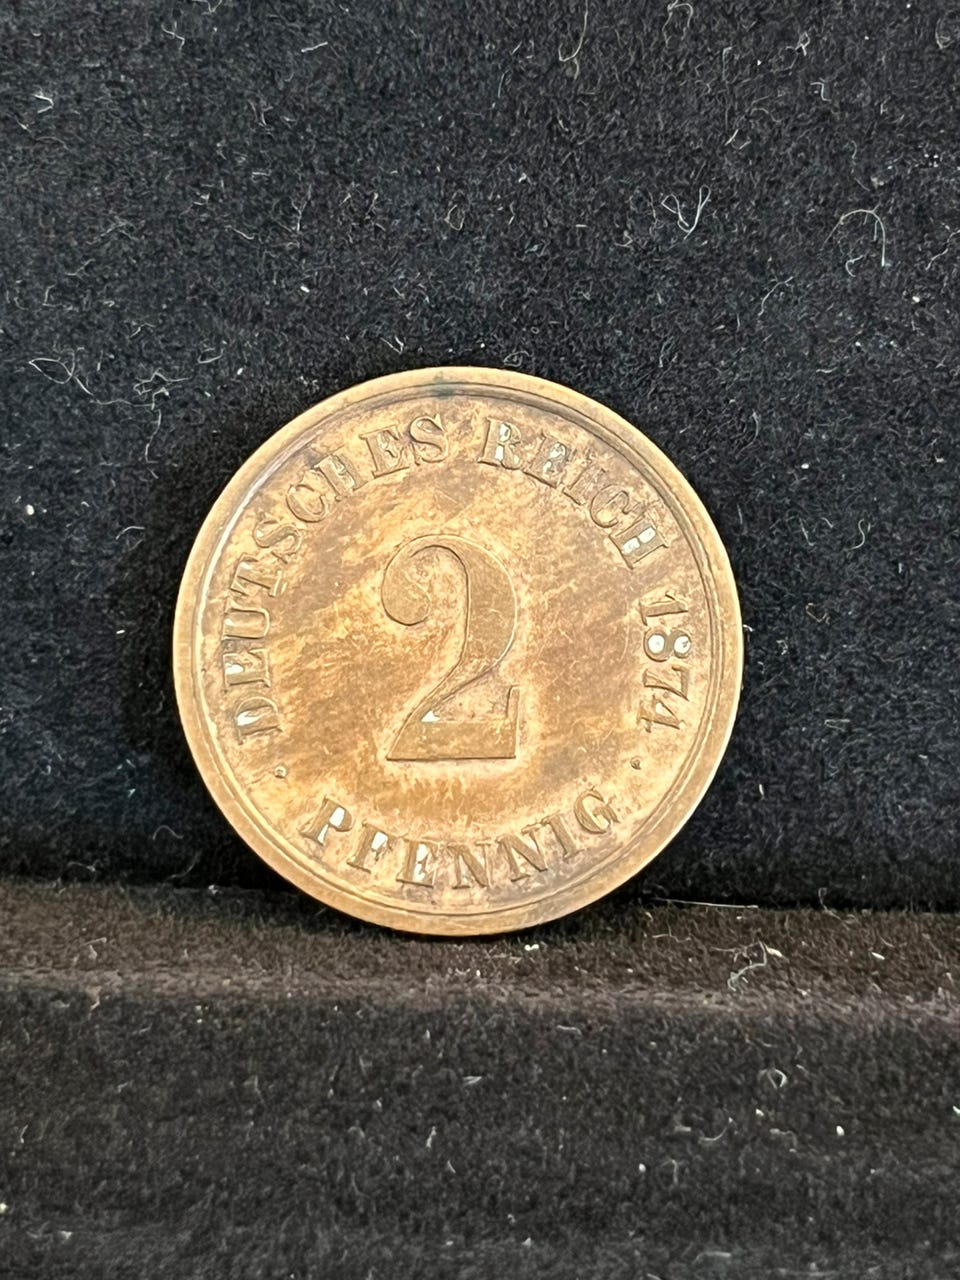 DEUTSCHES REICH 1874
2
· PFENNIG ·